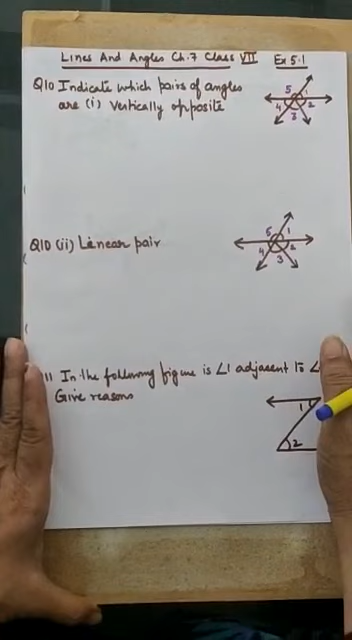 Lines And Angles Ch.7 Class VII Ex 5.1
Q10 Indicate which pairs of angles
are (i) Vertically opposite
5 1
4 3 2
Q10 (ii) Linear pair
5 1
4 3 2
11 In the following figure is ∠1 adjacent to ∠
Give reasons
1
2